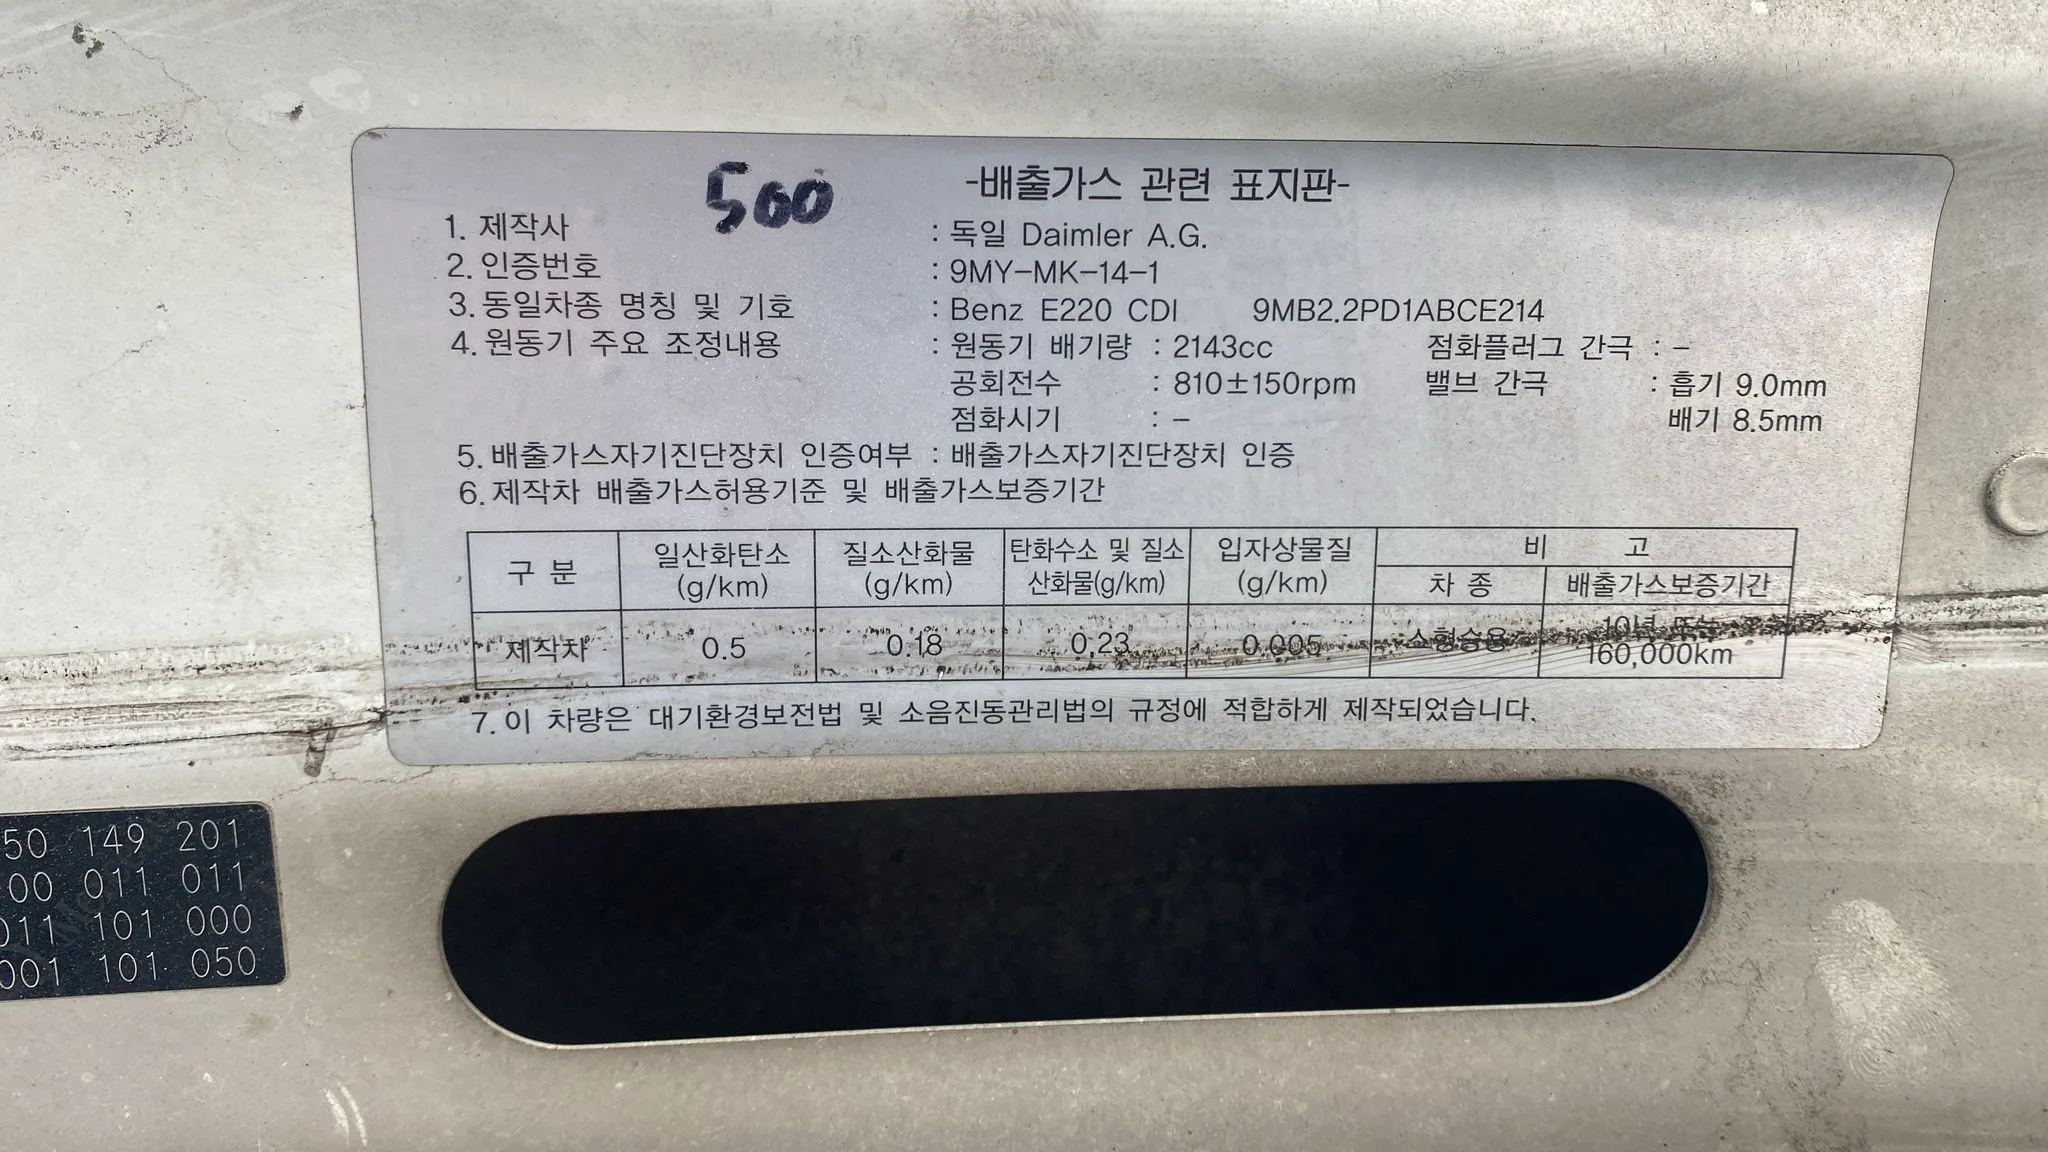 500
-배출가스 관련 표지판-
1. 제작사 : 독일 Daimler A.G.
2. 인증번호 : 9MY-MK-14-1
3. 동일차종 명칭 및 기호 : Benz E220 CDI 9MB2.2PD1ABCE214
4. 원동기 주요 조정내용 : 원동기 배기량 : 2143cc 점화플러그 간극 : -
공회전수 : 810±150rpm 밸브 간극 : 흡기 9.0mm
점화시기 : - 배기 8.5mm
5. 배출가스자기진단장치 인증여부 : 배출가스자기진단장치 인증
6. 제작차 배출가스허용기준 및 배출가스보증기간
구 분 일산화탄소 (g/km) 질소산화물 (g/km) 탄화수소 및 질소산화물(g/km) 입자상물질 (g/km) 비 고
차 종 배출가스보증기간
제작차 0.5 0.18 0.23 0.005 소형승용 10년 또는 160,000km
7. 이 차량은 대기환경보전법 및 소음진동관리법의 규정에 적합하게 제작되었습니다.
50 149 201
00 011 011
011 101 000
001 101 050